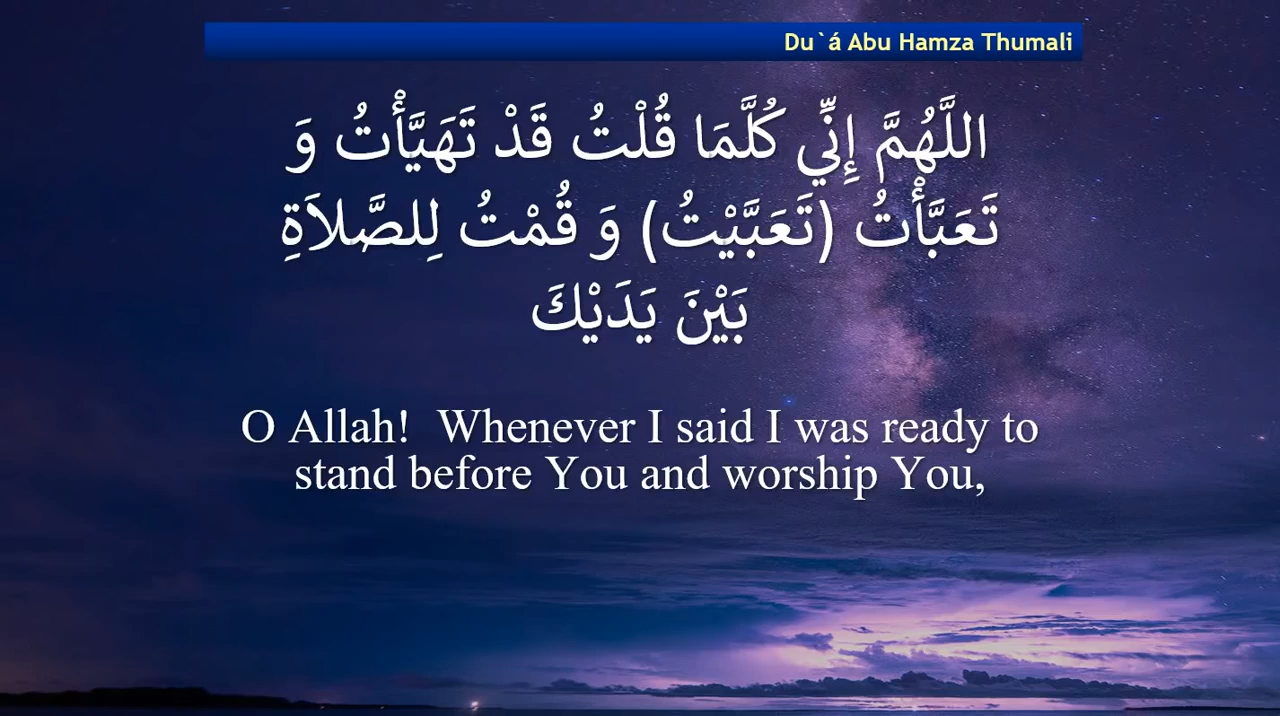 Du`á Abu Hamza Thumali
اللَّهُمَّ إِنِّي كُلَّمَا قُلْتُ قَدْ تَهَيَّأْتُ وَ
تَعَبَّأْتُ (تَعَبَّيْتُ) وَ قُمْتُ لِلصَّلاَةِ
بَيْنَ يَدَيْكَ
O Allah!  Whenever I said I was ready to
stand before You and worship You,